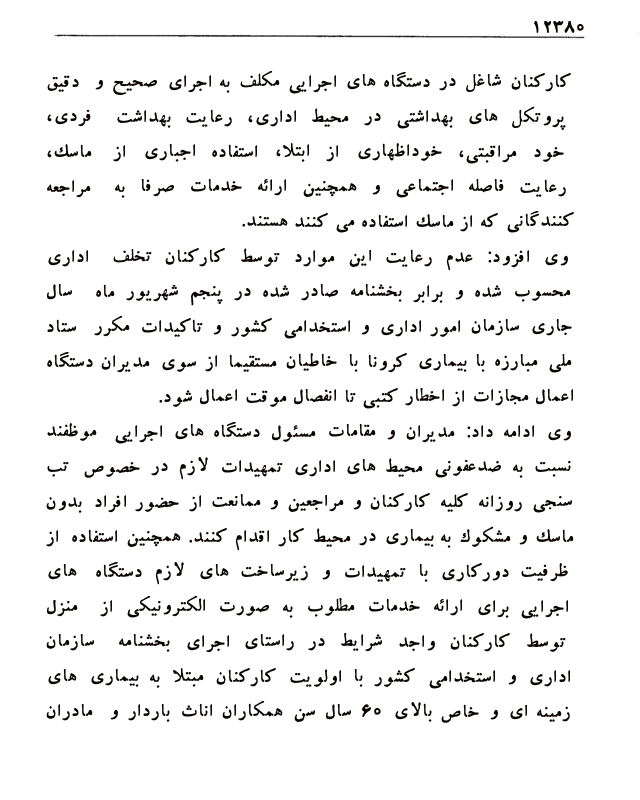 ۱۲۳۸۰
کارکنان شاغل در دستگاه های اجرایی مکلف به اجرای صحیح و دقیق
پروتکل های بهداشتی در محیط اداری، رعایت بهداشت فردی،
خود مراقبتی، خوداظهاری از ابتلا، استفاده اجباری از ماسك،
رعایت فاصله اجتماعی و همچنین ارائه خدمات صرفا به مراجعه
کنندگانی که از ماسك استفاده می کنند هستند.
وی افزود: عدم رعایت این موارد توسط کارکنان تخلف اداری
محسوب شده و برابر بخشنامه صادر شده در پنجم شهریور ماه سال
جاری سازمان امور اداری و استخدامی کشور و تاکیدات مکرر ستاد
ملی مبارزه با بیماری کرونا با خاطیان مستقیما از سوی مدیران دستگاه
اعمال مجازات از اخطار کتبی تا انفصال موقت اعمال شود.
وی ادامه داد: مدیران و مقامات مسئول دستگاه های اجرایی موظفند
نسبت به ضدعفونی محیط های اداری تمهیدات لازم در خصوص تب
سنجی روزانه کلیه کارکنان و مراجعین و ممانعت از حضور افراد بدون
ماسك و مشکوك به بیماری در محیط کار اقدام کنند. همچنین استفاده از
ظرفیت دورکاری با تمهیدات و زیرساخت های لازم دستگاه های
اجرایی برای ارائه خدمات مطلوب به صورت الکترونیکی از منزل
توسط کارکنان واجد شرایط در راستای اجرای بخشنامه سازمان
اداری و استخدامی کشور با اولویت کارکنان مبتلا به بیماری های
زمینه ای و خاص بالای ۶۰ سال سن همکاران اناث باردار و مادران